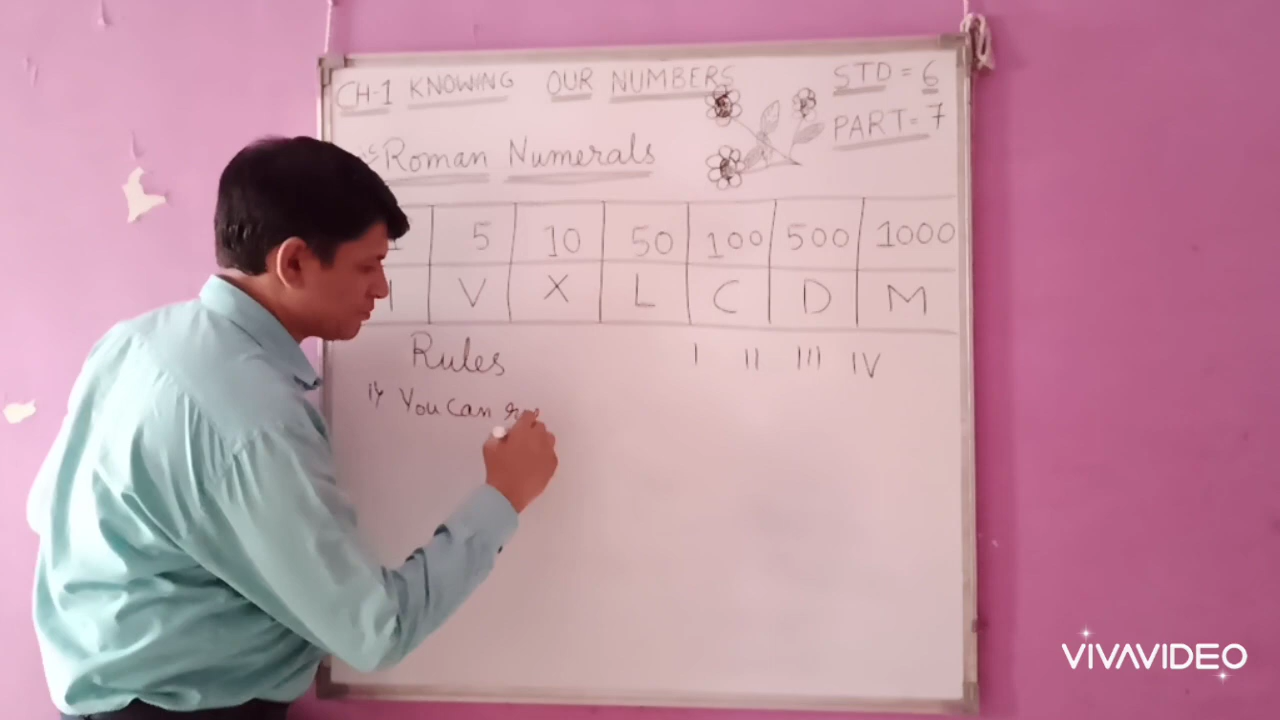 CH-1 KNOWING OUR NUMBERS STD = 6
PART = 7
Roman Numerals
5 10 50 100 500 1000
I V X L C D M
Rules I II III IV
i) You can
VIVAVIDEO